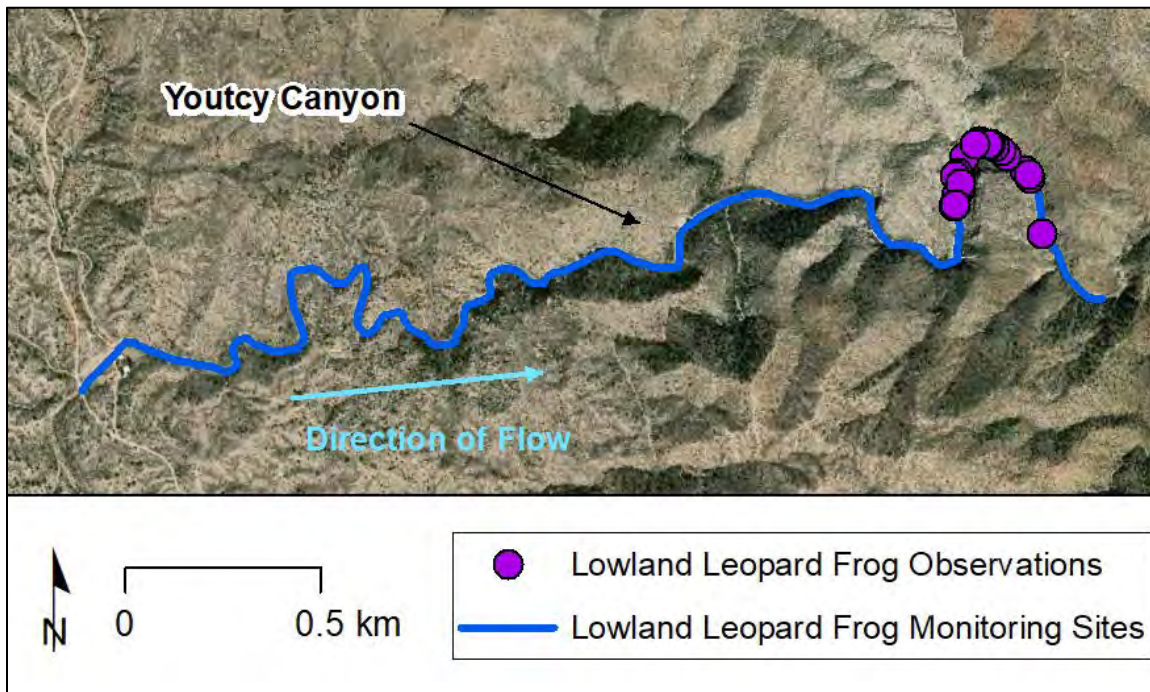 Youtcy Canyon
Direction of Flow
N
0 0.5 km
Lowland Leopard Frog Observations
Lowland Leopard Frog Monitoring Sites